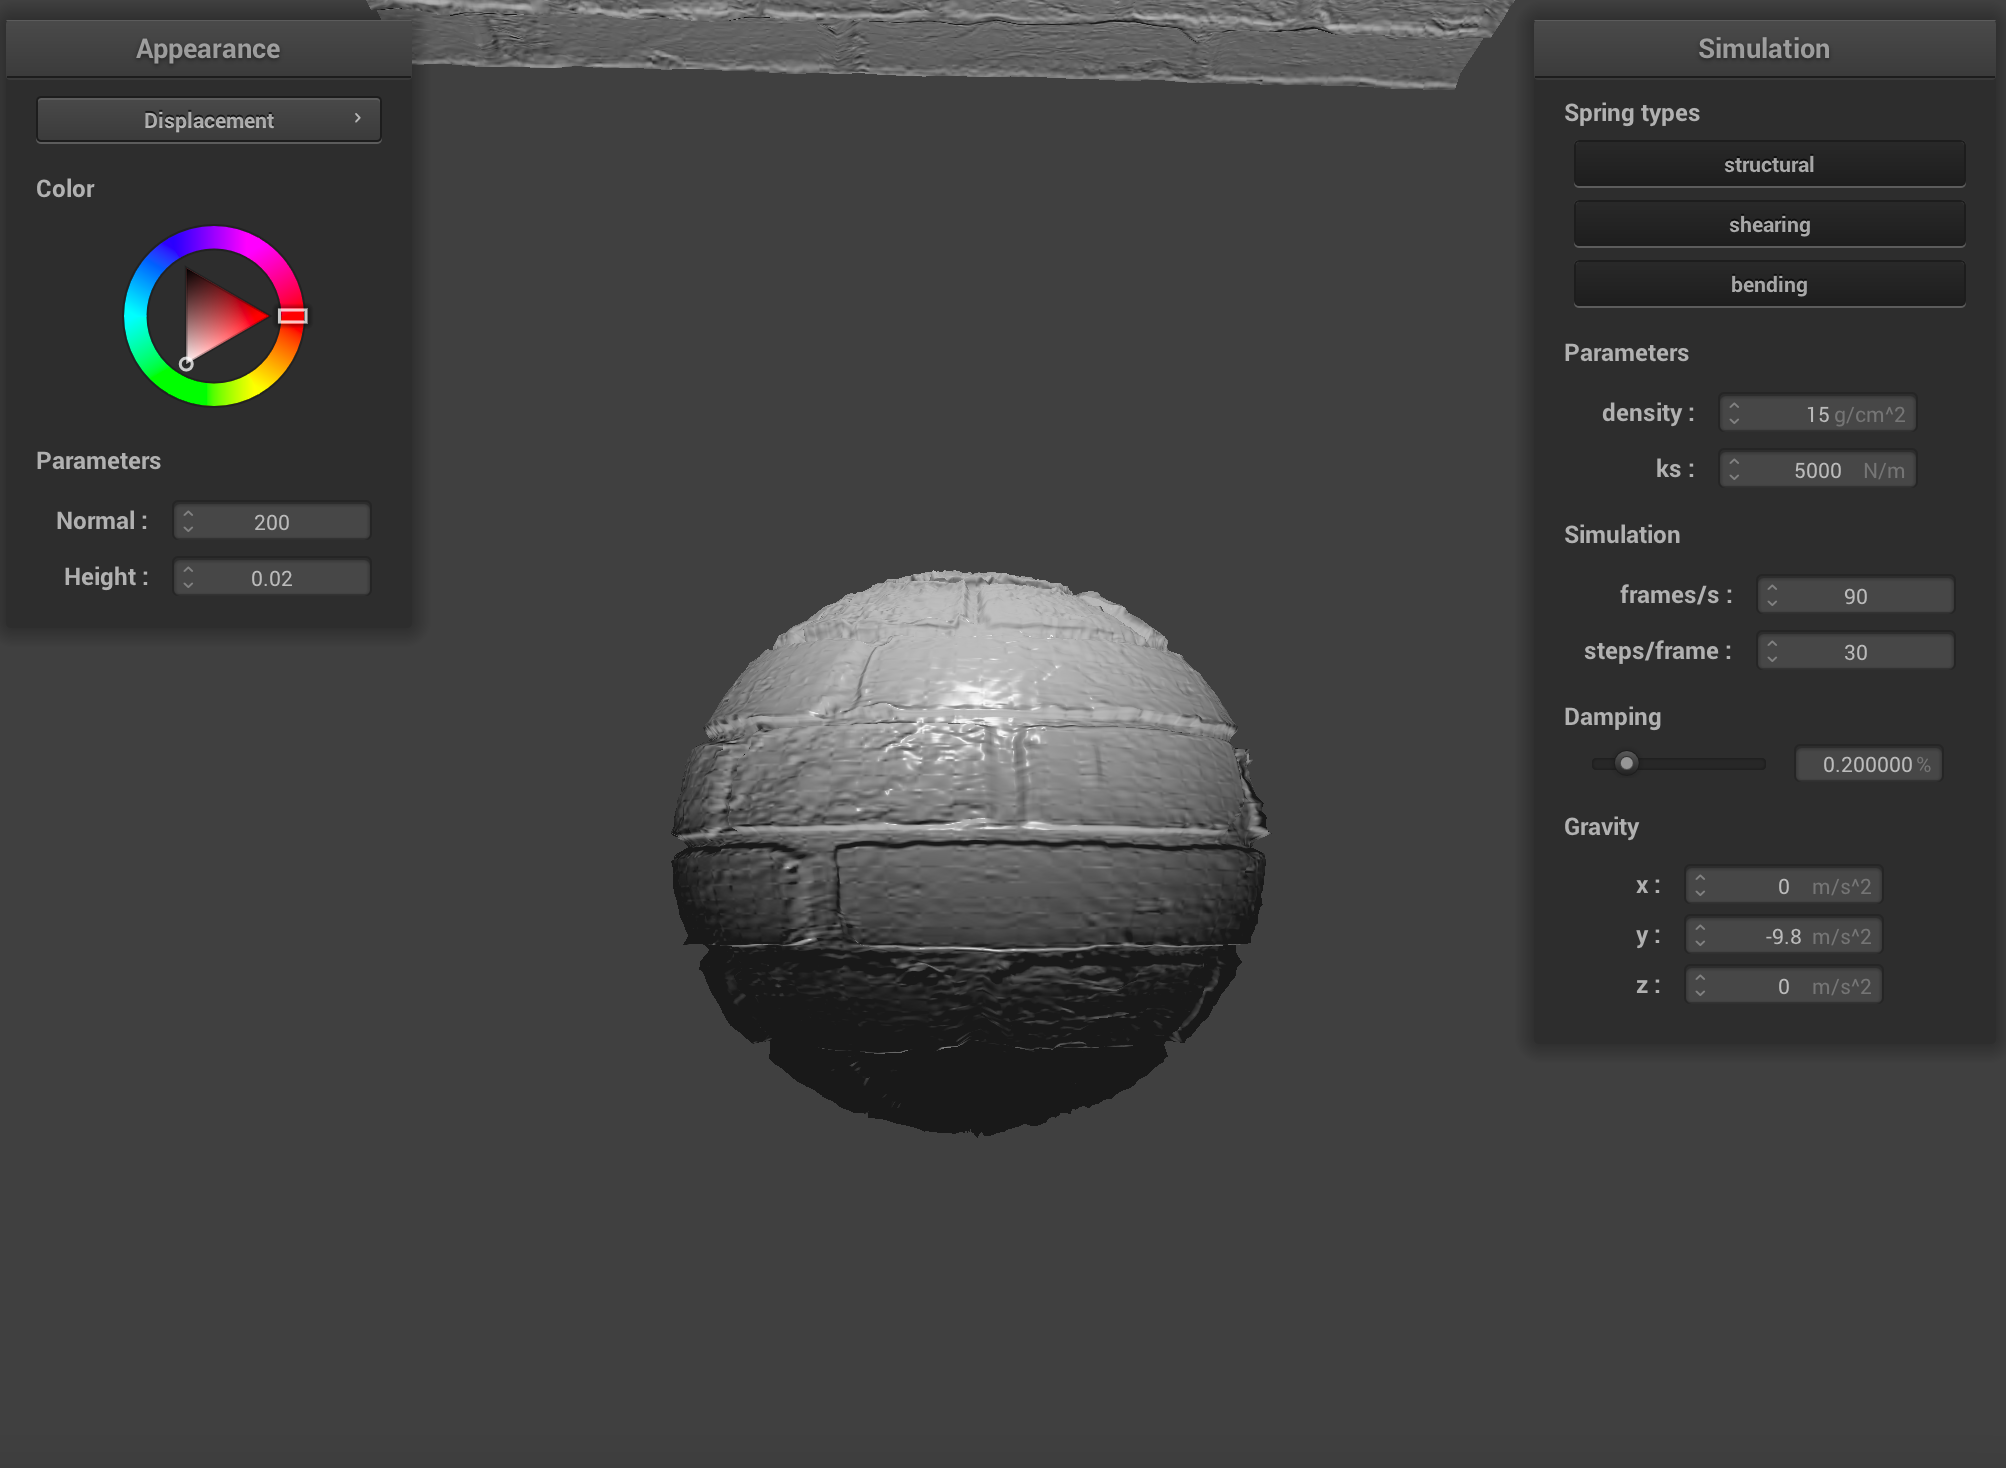 Appearance
Displacement
Color
Parameters
Normal : 200
Height : 0.02
Simulation
Spring types
structural
shearing
bending
Parameters
density : 15 g/cm^2
ks : 5000 N/m
Simulation
frames/s : 90
steps/frame : 30
Damping
0.200000 %
Gravity
x : 0 m/s^2
y : -9.8 m/s^2
z : 0 m/s^2